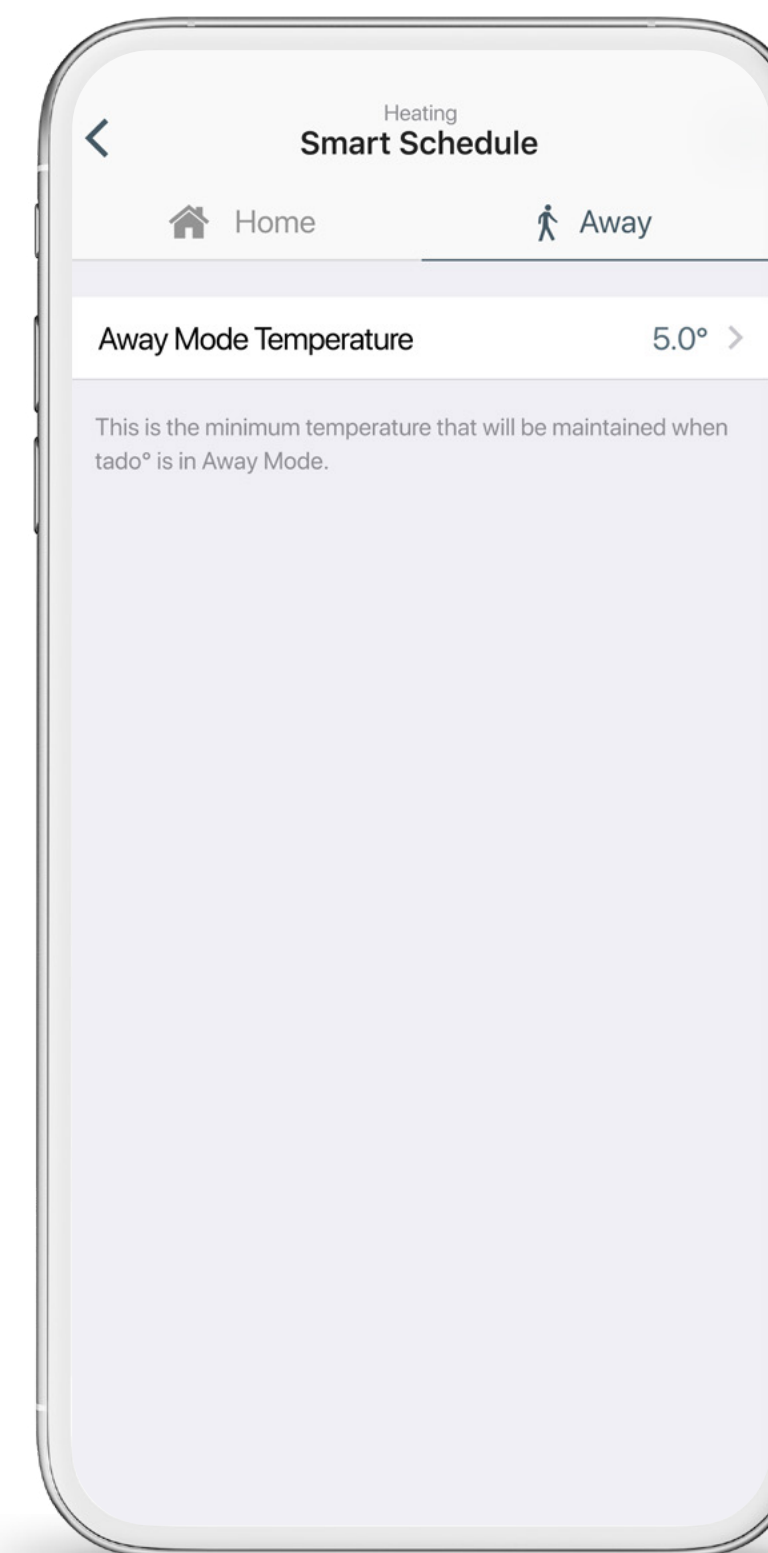 Heating
Smart Schedule
Home
Away
Away Mode Temperature
5.0°
This is the minimum temperature that will be maintained when
tado° is in Away Mode.